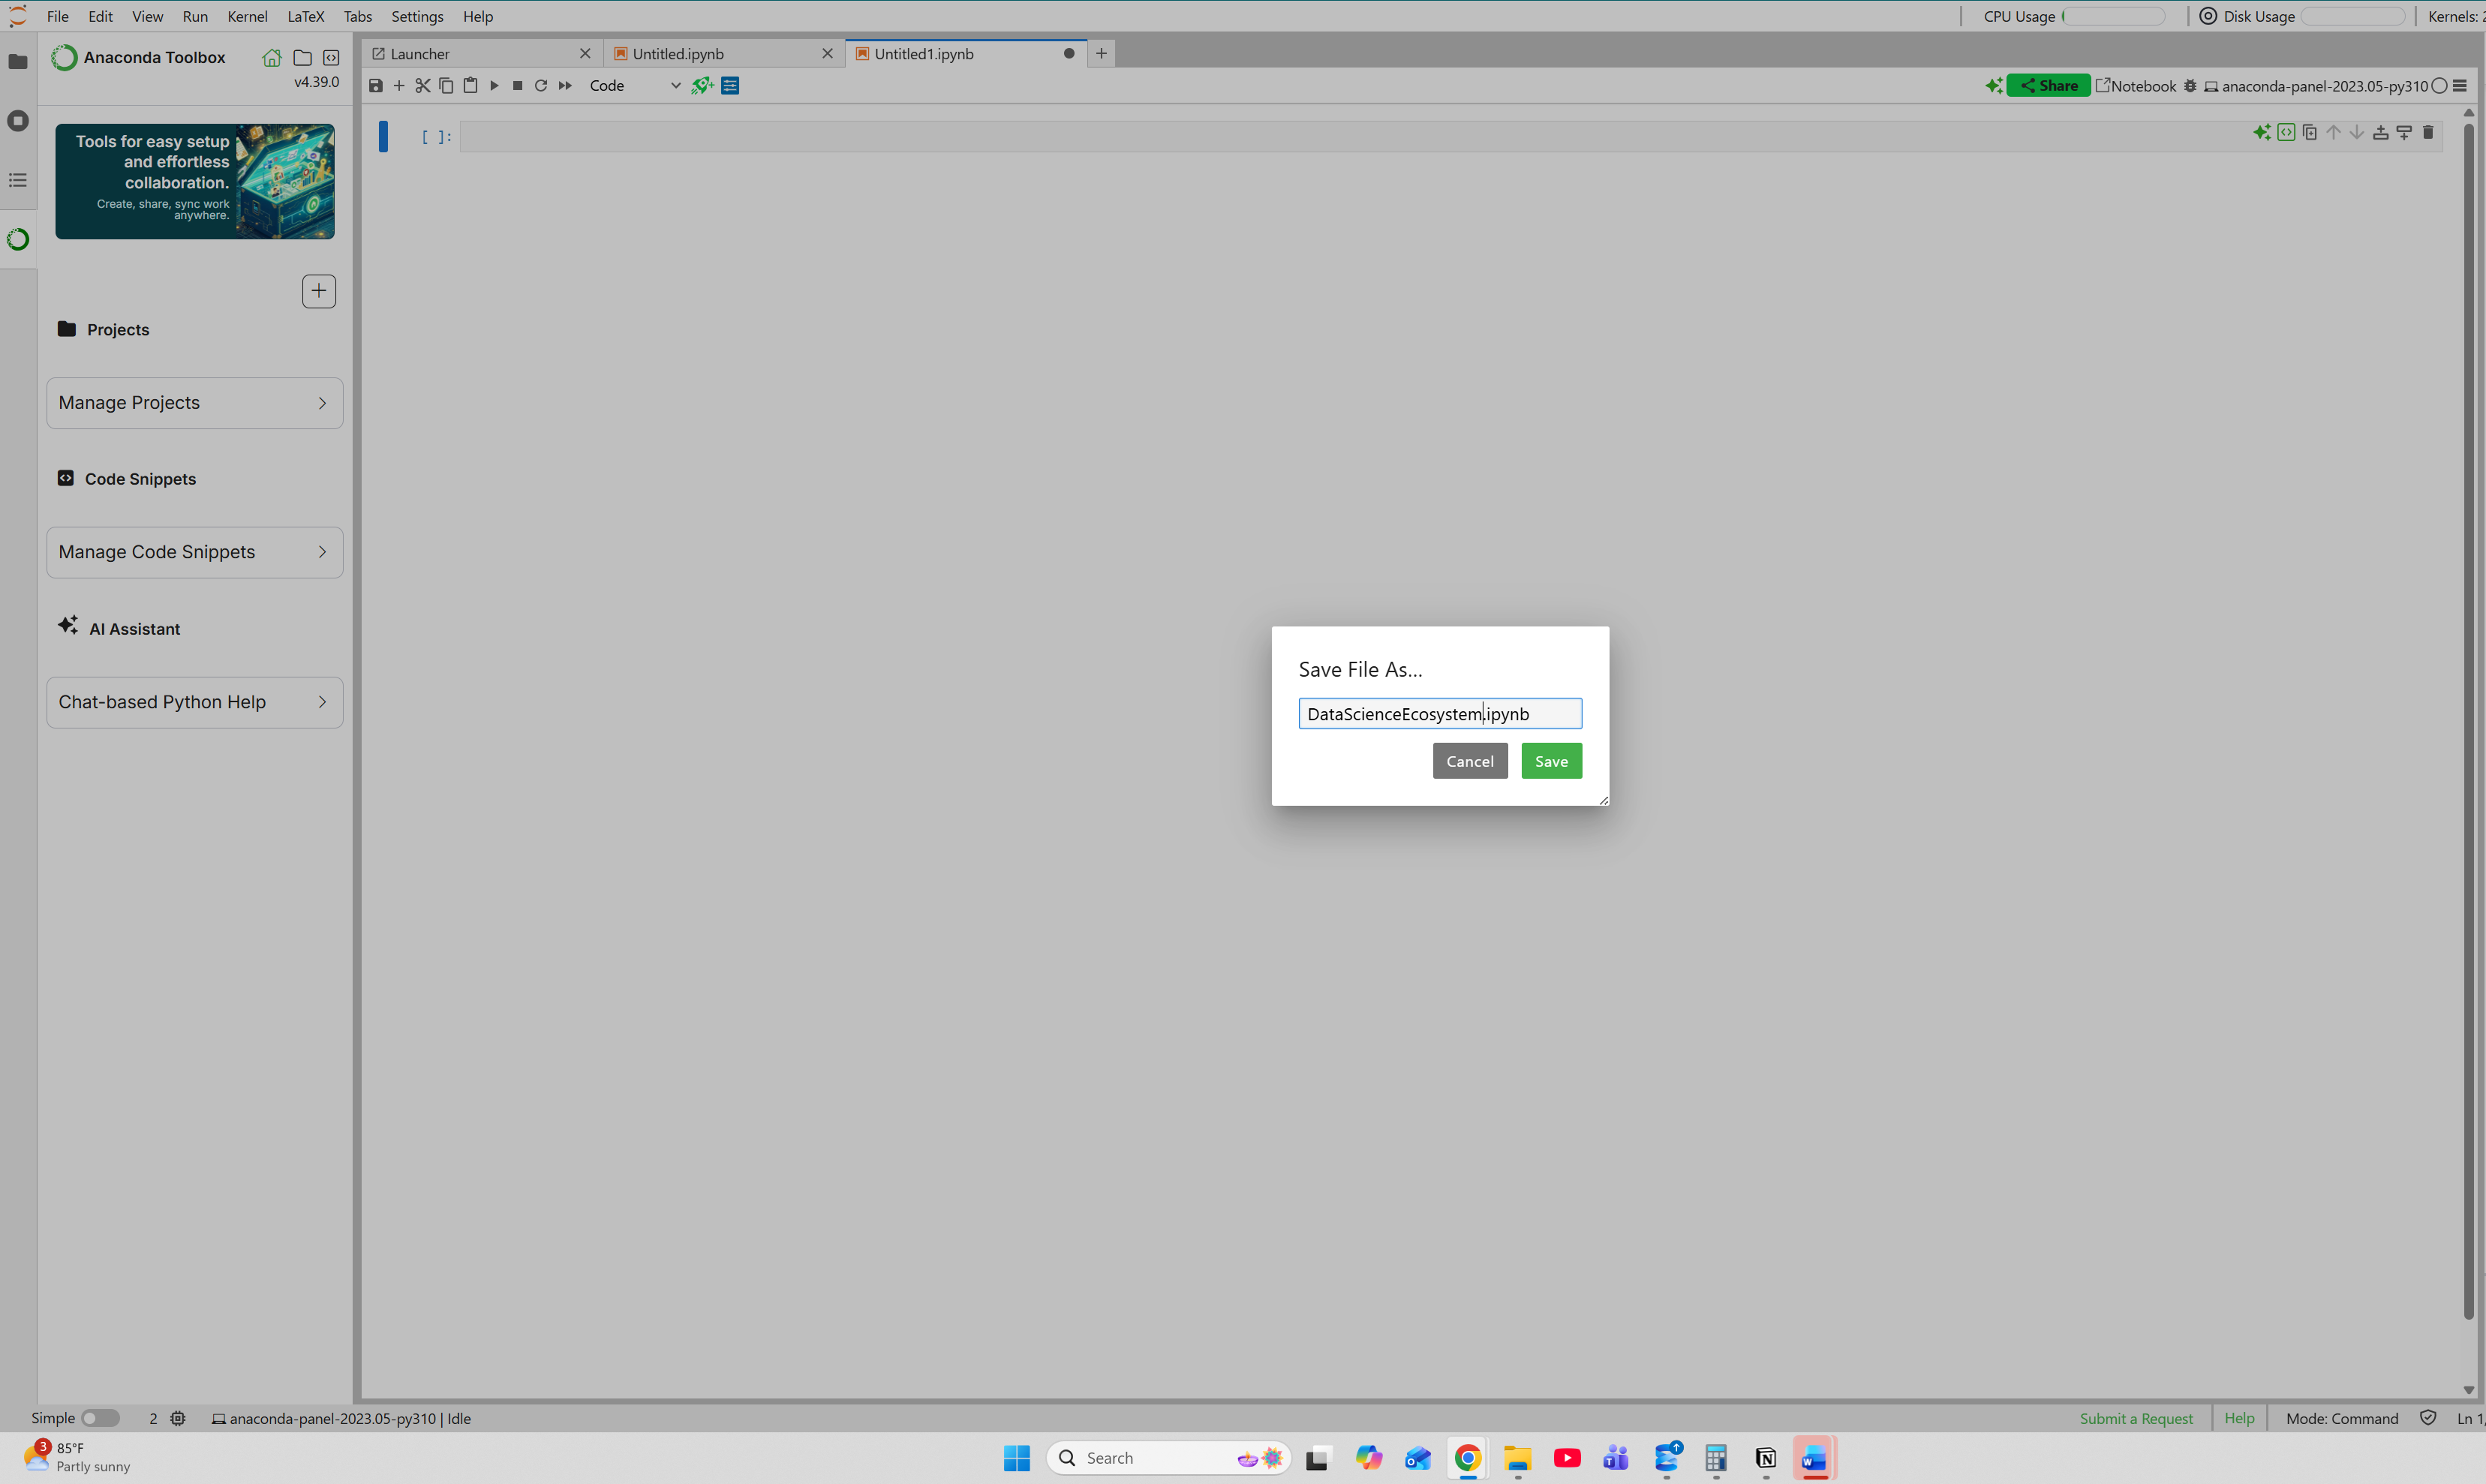 File Edit View Run Kernel LaTeX Tabs Settings Help
CPU Usage Disk Usage Kernels: 2
Anaconda Toolbox
v4.39.0
Launcher Untitled.ipynb Untitled1.ipynb
Code
Share Notebook anaconda-panel-2023.05-py310
Tools for easy setup
and effortless
collaboration.
Create, share, sync work
anywhere.
[ ]:
Projects
Manage Projects
Code Snippets
Manage Code Snippets
AI Assistant
Chat-based Python Help
Save File As...
DataScienceEcosystem.ipynb
Cancel Save
Simple 2 anaconda-panel-2023.05-py310 | Idle
Submit a Request Help Mode: Command Ln 1,
3 85°F
Partly sunny
Search